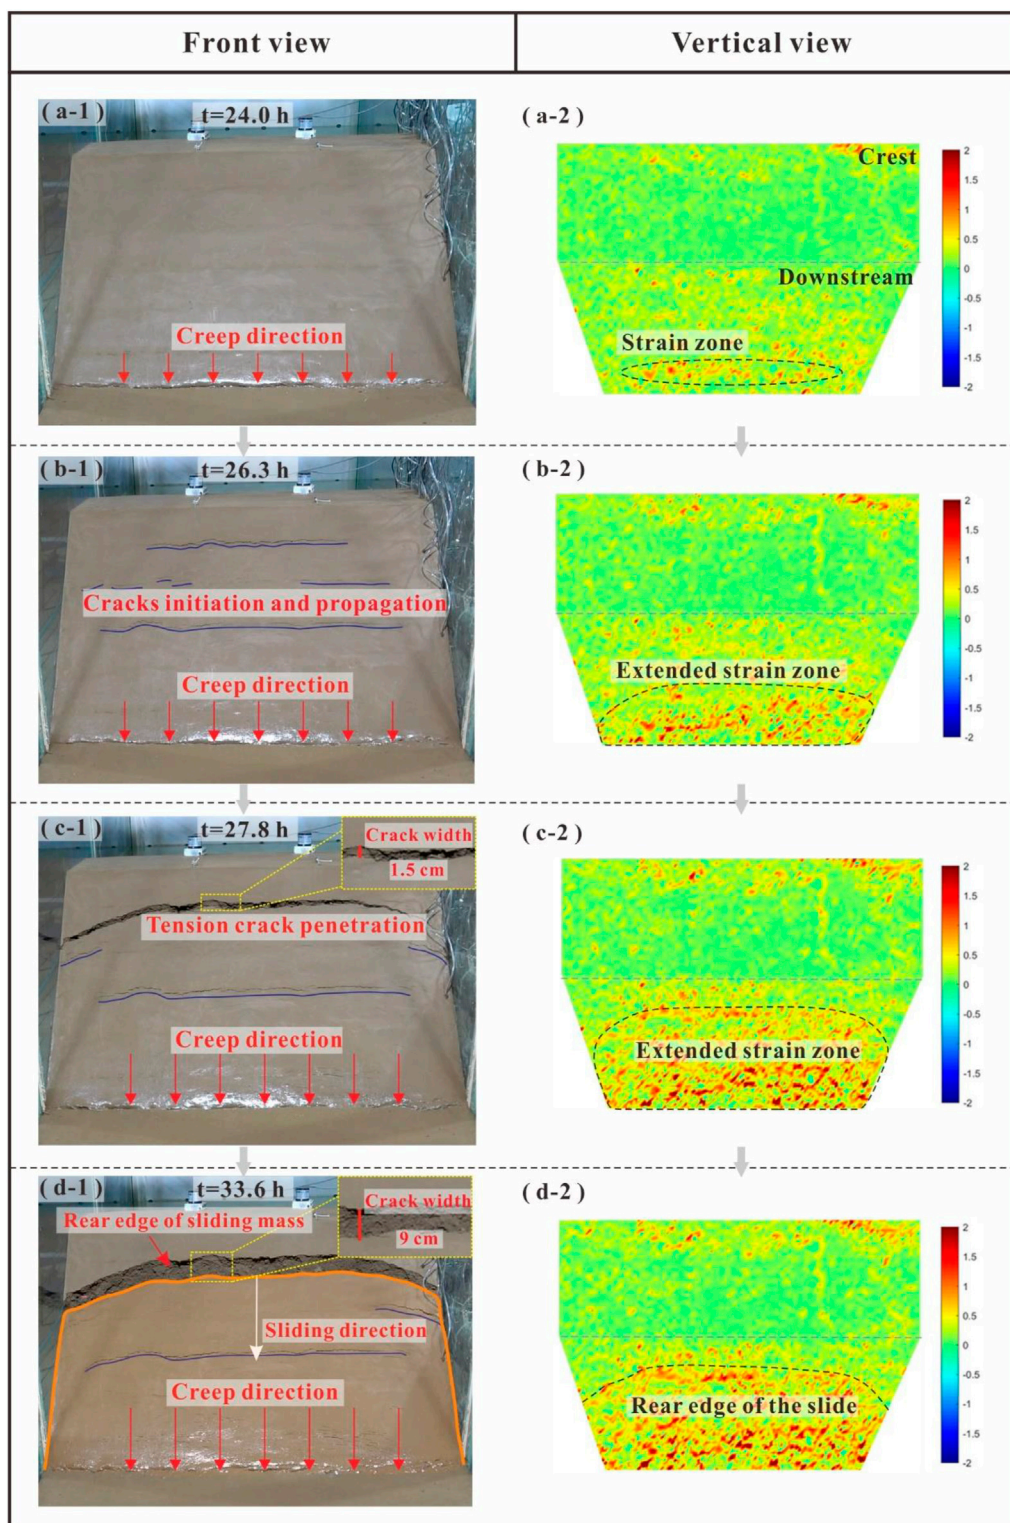 Front view
Vertical view
(a-1)
t=24.0 h
Creep direction
(a-2)
Crest
Downstream
Strain zone
2
1.5
1
0.5
0
-0.5
-1
-1.5
-2
(b-1)
t=26.3 h
Cracks initiation and propagation
Creep direction
(b-2)
Extended strain zone
2
1.5
1
0.5
0
-0.5
-1
-1.5
-2
(c-1)
t=27.8 h
Crack width
1.5 cm
Tension crack penetration
Creep direction
(c-2)
Extended strain zone
2
1.5
1
0.5
0
-0.5
-1
-1.5
-2
(d-1)
t=33.6 h
Rear edge of sliding mass
Crack width
9 cm
Sliding direction
Creep direction
(d-2)
Rear edge of the slide
2
1.5
1
0.5
0
-0.5
-1
-1.5
-2